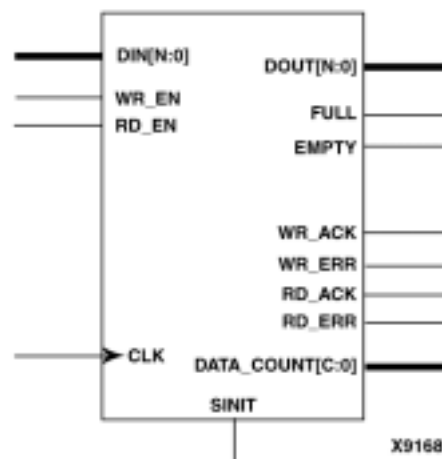 DIN[N:0]
DOUT[N:0]
WR_EN
FULL
RD_EN
EMPTY
WR_ACK
WR_ERR
RD_ACK
RD_ERR
CLK
DATA_COUNT[C:0]
SINIT
X9168